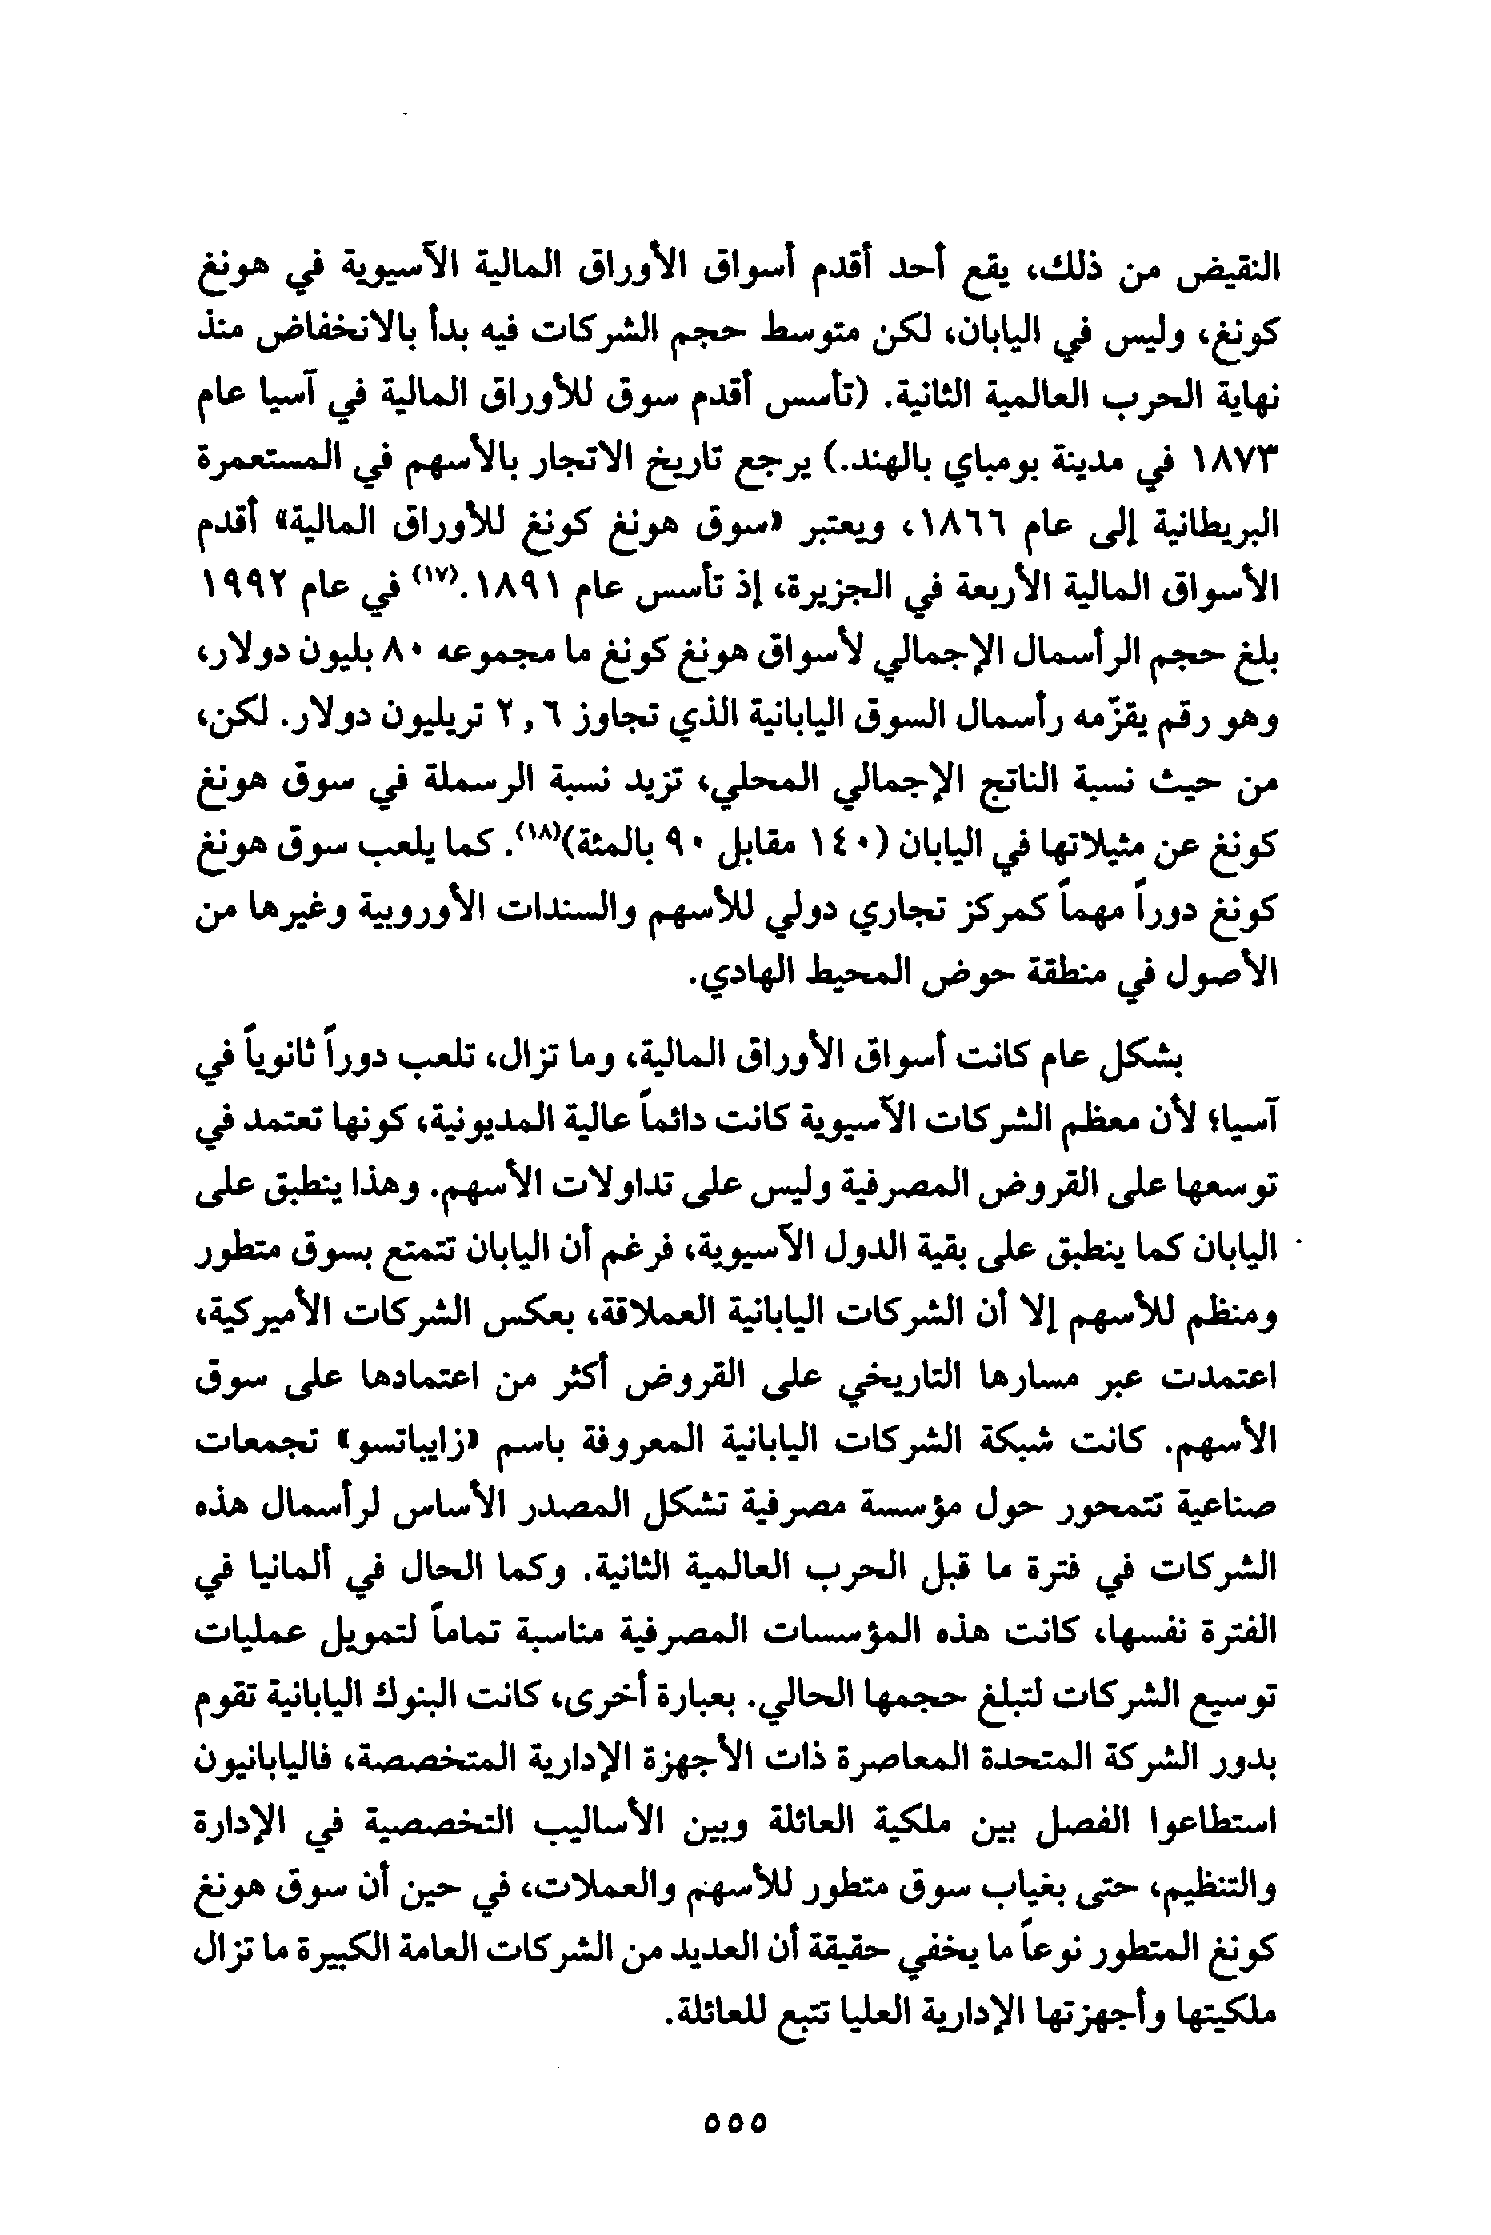 النقيض من ذلك، يقع أحد أقدم أسواق الأوراق المالية الآسيوية في هونغ
كونغ، وليس في اليابان، لكن متوسط حجم الشركات فيه بدأ بالانخفاض منذ
نهاية الحرب العالمية الثانية. (تأسس أقدم سوق للأوراق المالية في آسيا عام
١٨٧٣ في مدينة بومباي بالهند.) يرجع تاريخ الاتجار بالأسهم في المستعمرة
البريطانية إلى عام ١٨٦٦، ويعتبر «سوق هونغ كونغ للأوراق المالية» أقدم
الأسواق المالية الأربعة في الجزيرة، إذ تأسس عام ١٨٩١.(١٧) في عام ١٩٩٢
بلغ حجم الرأسمال الإجمالي لأسواق هونغ كونغ ما مجموعه ٨٠ بليون دولار،
وهو رقم يقزّمه رأسمال السوق اليابانية الذي تجاوز ٢,٦ تريليون دولار. لكن،
من حيث نسبة الناتج الإجمالي المحلي، تزيد نسبة الرسملة في سوق هونغ
كونغ عن مثيلاتها في اليابان (١٤٠ مقابل ٩٠ بالمئة)(١٨). كما يلعب سوق هونغ
كونغ دوراً مهماً كمركز تجاري دولي للأسهم والسندات الأوروبية وغيرها من
الأصول في منطقة حوض المحيط الهادي.
بشكل عام كانت أسواق الأوراق المالية، وما تزال، تلعب دوراً ثانوياً في
آسيا؛ لأن معظم الشركات الآسيوية كانت دائماً عالية المديونية، كونها تعتمد في
توسعها على القروض المصرفية وليس على تداولات الأسهم. وهذا ينطبق على
اليابان كما ينطبق على بقية الدول الآسيوية، فرغم أن اليابان تتمتع بسوق متطور
ومنظم للأسهم إلا أن الشركات اليابانية العملاقة، بعكس الشركات الأميركية،
اعتمدت عبر مسارها التاريخي على القروض أكثر من اعتمادها على سوق
الأسهم. كانت شبكة الشركات اليابانية المعروفة باسم «زايباتسو» تجمعات
صناعية تتمحور حول مؤسسة مصرفية تشكل المصدر الأساس لرأسمال هذه
الشركات في فترة ما قبل الحرب العالمية الثانية. وكما الحال في ألمانيا في
الفترة نفسها، كانت هذه المؤسسات المصرفية مناسبة تماماً لتمويل عمليات
توسيع الشركات لتبلغ حجمها الحالي. بعبارة أخرى، كانت البنوك اليابانية تقوم
بدور الشركة المتحدة المعاصرة ذات الأجهزة الإدارية المتخصصة، فاليابانيون
استطاعوا الفصل بين ملكية العائلة وبين الأساليب التخصصية في الإدارة
والتنظيم، حتى بغياب سوق متطور للأسهم والعملات، في حين أن سوق هونغ
كونغ المتطور نوعاً ما يخفي حقيقة أن العديد من الشركات العامة الكبيرة ما تزال
ملكيتها وأجهزتها الإدارية العليا تتبع للعائلة.
٥٥٥